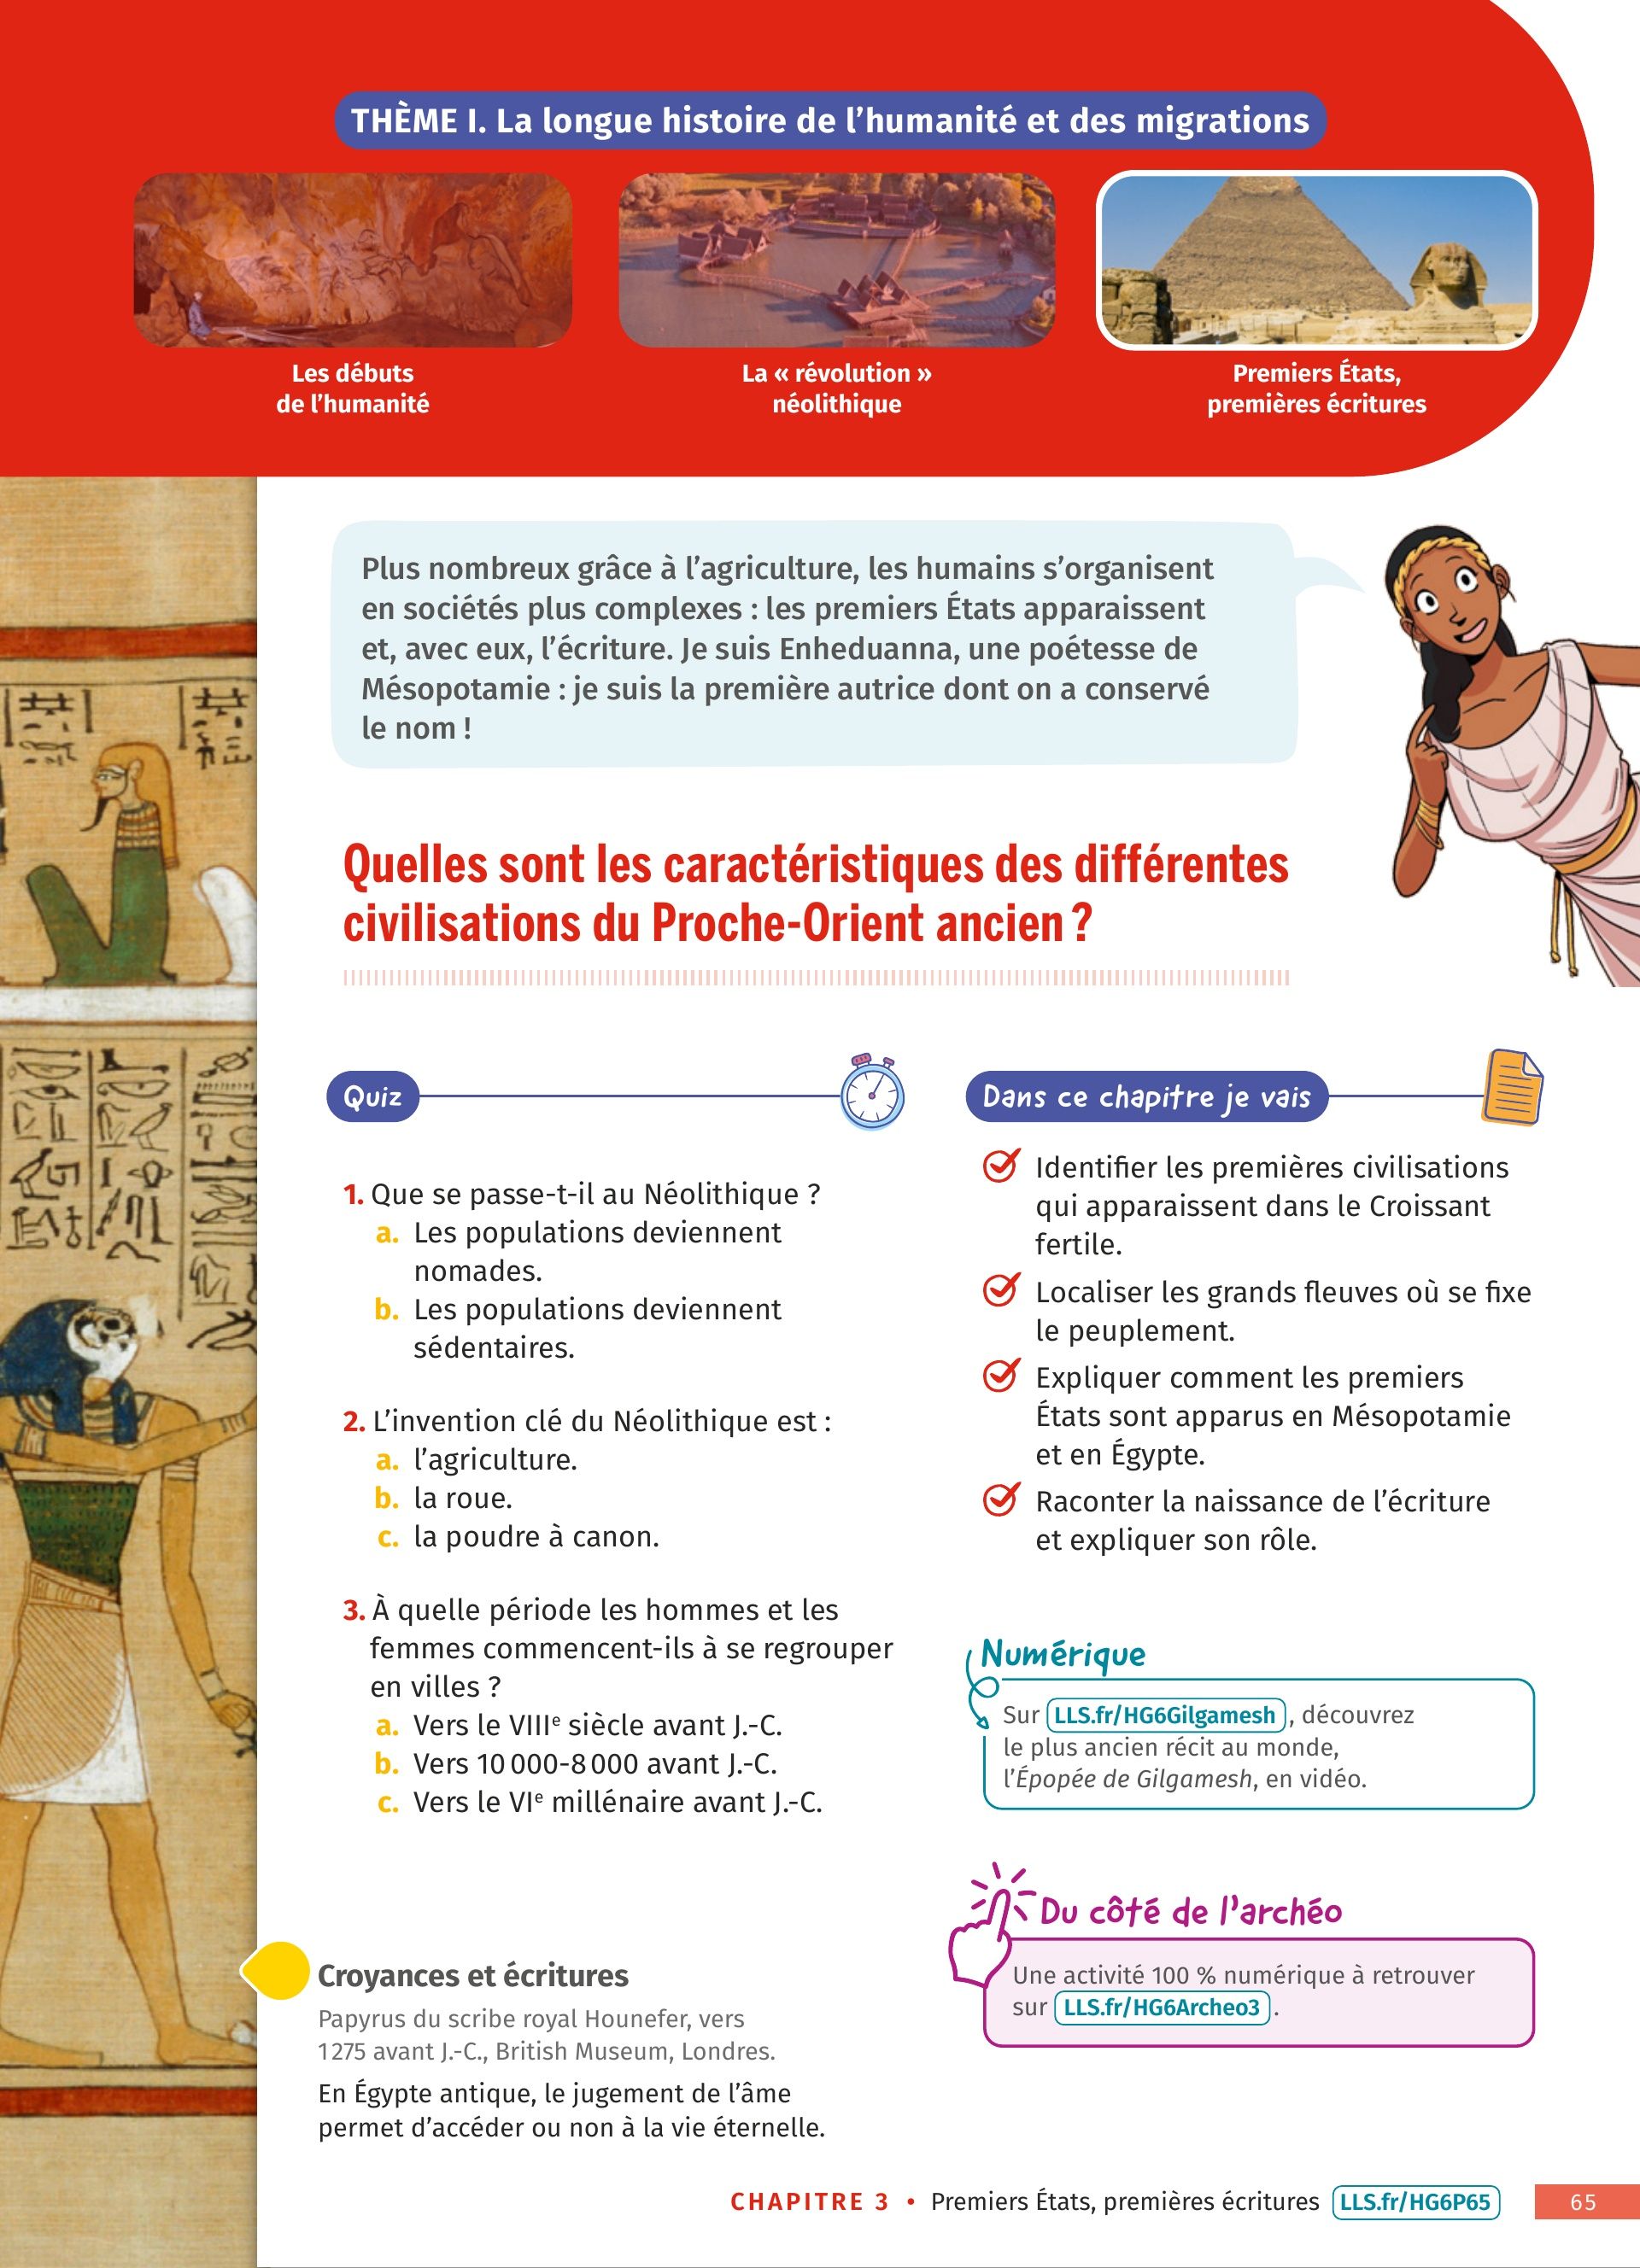 THÈME I. La longue histoire de l’humanité et des migrations
Les débuts
de l’humanité
La « révolution »
néolithique
Premiers États,
premières écritures
Plus nombreux grâce à l’agriculture, les humains s’organisent
en sociétés plus complexes : les premiers États apparaissent
et, avec eux, l’écriture. Je suis Enheduanna, une poétesse de
Mésopotamie : je suis la première autrice dont on a conservé
le nom !
Quelles sont les caractéristiques des différentes
civilisations du Proche-Orient ancien ?
Quiz
1. Que se passe-t-il au Néolithique ?
a. Les populations deviennent
nomades.
b. Les populations deviennent
sédentaires.
2. L’invention clé du Néolithique est :
a. l’agriculture.
b. la roue.
c. la poudre à canon.
3. À quelle période les hommes et les
femmes commencent-ils à se regrouper
en villes ?
a. Vers le VIIIe siècle avant J.-C.
b. Vers 10 000-8 000 avant J.-C.
c. Vers le VIe millénaire avant J.-C.
Dans ce chapitre je vais
Identifier les premières civilisations
qui apparaissent dans le Croissant
fertile.
Localiser les grands fleuves où se fixe
le peuplement.
Expliquer comment les premiers
États sont apparus en Mésopotamie
et en Égypte.
Raconter la naissance de l’écriture
et expliquer son rôle.
Numérique
Sur LLS.fr/HG6Gilgamesh, découvrez
le plus ancien récit au monde,
l’Épopée de Gilgamesh, en vidéo.
Du côté de l’archéo
Une activité 100 % numérique à retrouver
sur LLS.fr/HG6Archeo3.
Croyances et écritures
Papyrus du scribe royal Hounefer, vers
1275 avant J.-C., British Museum, Londres.
En Égypte antique, le jugement de l’âme
permet d’accéder ou non à la vie éternelle.
CHAPITRE 3 • Premiers États, premières écritures LLS.fr/HG6P65
65